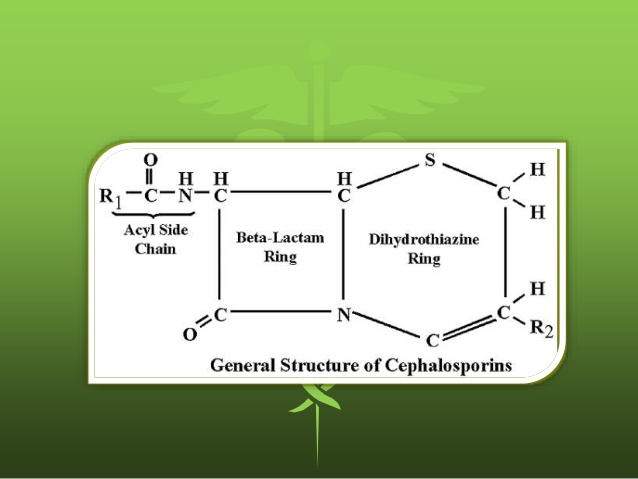 O
H H H S H
R1 C N C C C H
Acyl Side
Chain
Beta-Lactam
Ring
Dihydrothiazine
Ring
H
O C N C R2
C
General Structure of Cephalosporins